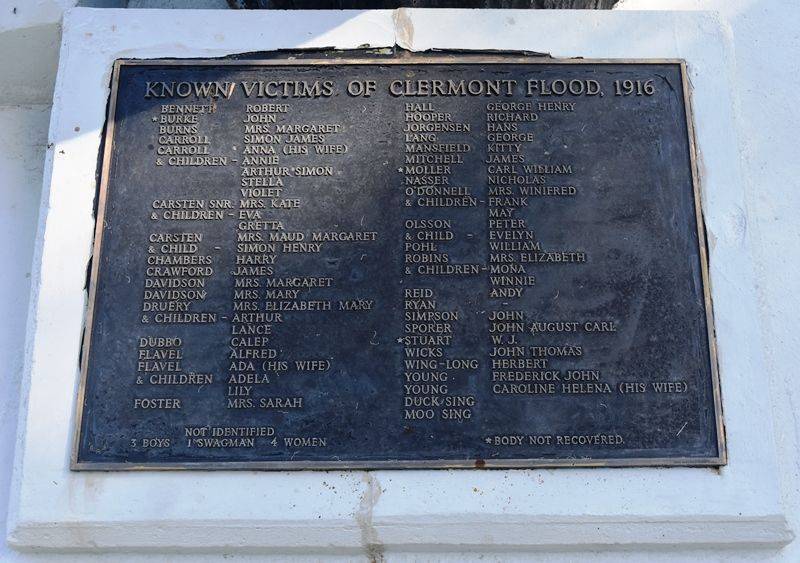 KNOWN VICTIMS OF CLERMONT FLOOD, 1916
BENNETT ROBERT
*BURKE JOHN
BURNS MRS. MARGARET
CARROLL SIMON JAMES
CARROLL ANNA (HIS WIFE)
& CHILDREN - ANNIE
ARTHUR SIMON
STELLA
VIOLET
CARSTEN SNR. MRS. KATE
& CHILDREN - EVA
GRETTA
CARSTEN MRS. MAUD MARGARET
& CHILD - SIMON HENRY
CHAMBERS HARRY
CRAWFORD JAMES
DAVIDSON MRS. MARGARET
DAVIDSON MRS. MARY
DRUERY MRS. ELIZABETH MARY
& CHILDREN - ARTHUR
LANCE
DUBBO CALEP
FLAVEL ALFRED
FLAVEL ADA (HIS WIFE)
& CHILDREN ADELA
LILY
FOSTER MRS. SARAH
NOT IDENTIFIED
3 BOYS 1 SWAGMAN 4 WOMEN
HALL GEORGE HENRY
HOOPER RICHARD
JORGENSEN HANS
LANG GEORGE
MANSFIELD KITTY
MITCHELL JAMES
*MOLLER CARL WILLIAM
NASSER NICHOLAS
O'DONNELL MRS. WINIFRED
& CHILDREN - FRANK
MAY
OLSSON PETER
& CHILD - EVELYN
POHL WILLIAM
ROBINS MRS. ELIZABETH
& CHILDREN - MONA
WINNIE
REID ANDY
RYAN -
SIMPSON JOHN
SPORER JOHN AUGUST CARL
*STUART W. J.
WICKS JOHN THOMAS
WING-LONG HERBERT
YOUNG FREDERICK JOHN
YOUNG CAROLINE HELENA (HIS WIFE)
DUCK SING
MOO SING
*BODY NOT RECOVERED.